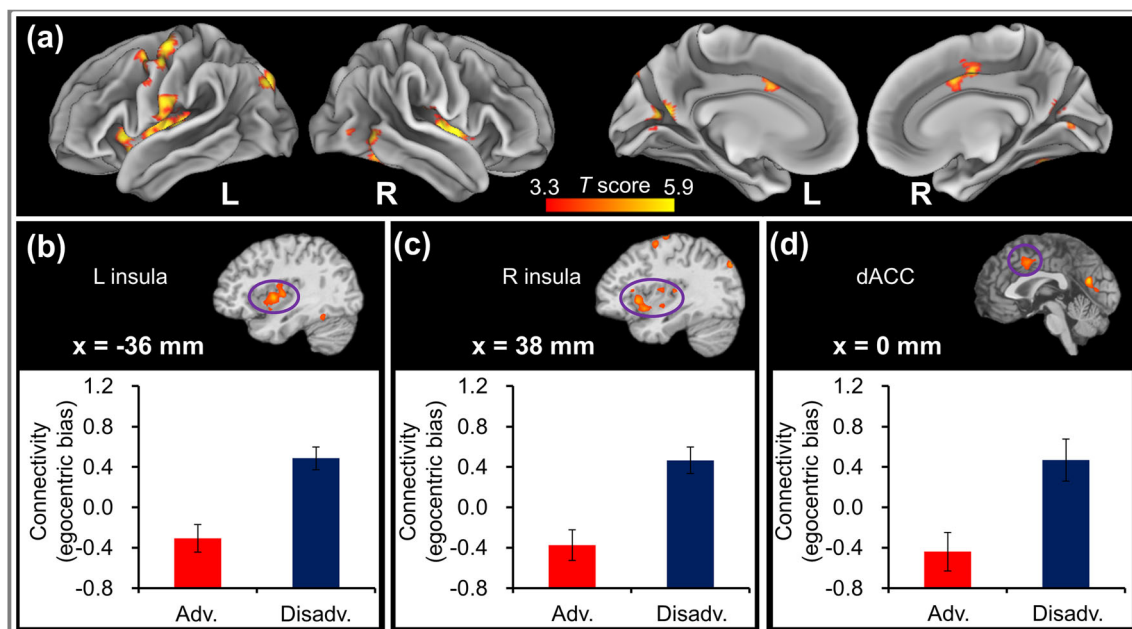 (a)
L
R
L
R
3.3 T score 5.9
(b)
L insula
x = -36 mm
Connectivity
(egocentric bias)
1.2
0.8
0.4
0.0
-0.4
-0.8
Adv.
Disadv.
(c)
R insula
x = 38 mm
Connectivity
(egocentric bias)
1.2
0.8
0.4
0.0
-0.4
-0.8
Adv.
Disadv.
(d)
dACC
x = 0 mm
Connectivity
(egocentric bias)
1.2
0.8
0.4
0.0
-0.4
-0.8
Adv.
Disadv.